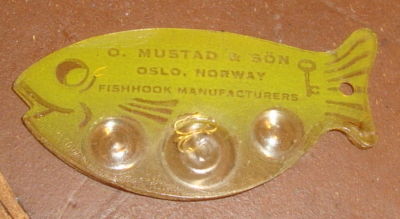 O. MUSTAD & SÖN
OSLO, NORWAY
FISHHOOK MANUFACTURERS